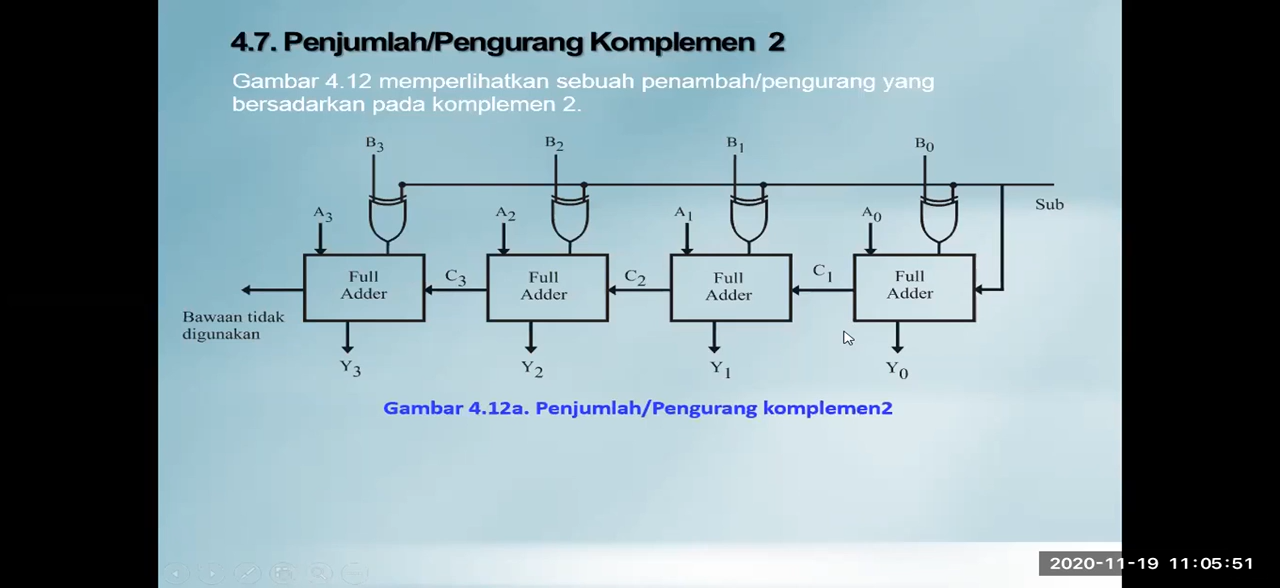 4.7. Penjumlah/Pengurang Komplemen 2
Gambar 4.12 memperlihatkan sebuah penambah/pengurang yang
bersadarkan pada komplemen 2.
B3 B2 B1 B0
Sub
A3 A2 A1 A0
Full Adder C3 Full Adder C2 Full Adder C1 Full Adder
Bawaan tidak
digunakan
Y3 Y2 Y1 Y0
Gambar 4.12a. Penjumlah/Pengurang komplemen2
2020-11-19 11:05:51